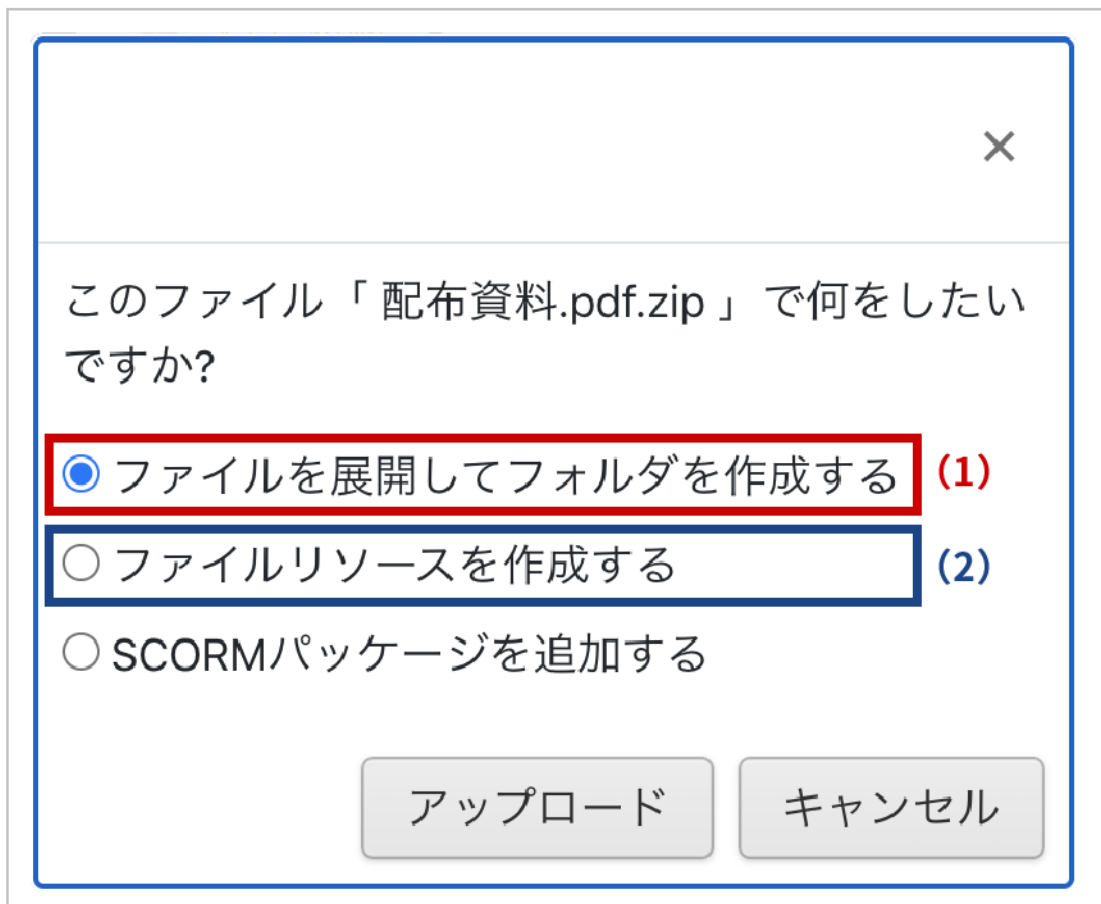 ×
このファイル「 配布資料.pdf.zip 」 で何をしたい
ですか?
ファイルを展開してフォルダを作成する (1)
ファイルリソースを作成する (2)
SCORMパッケージを追加する
アップロード キャンセル